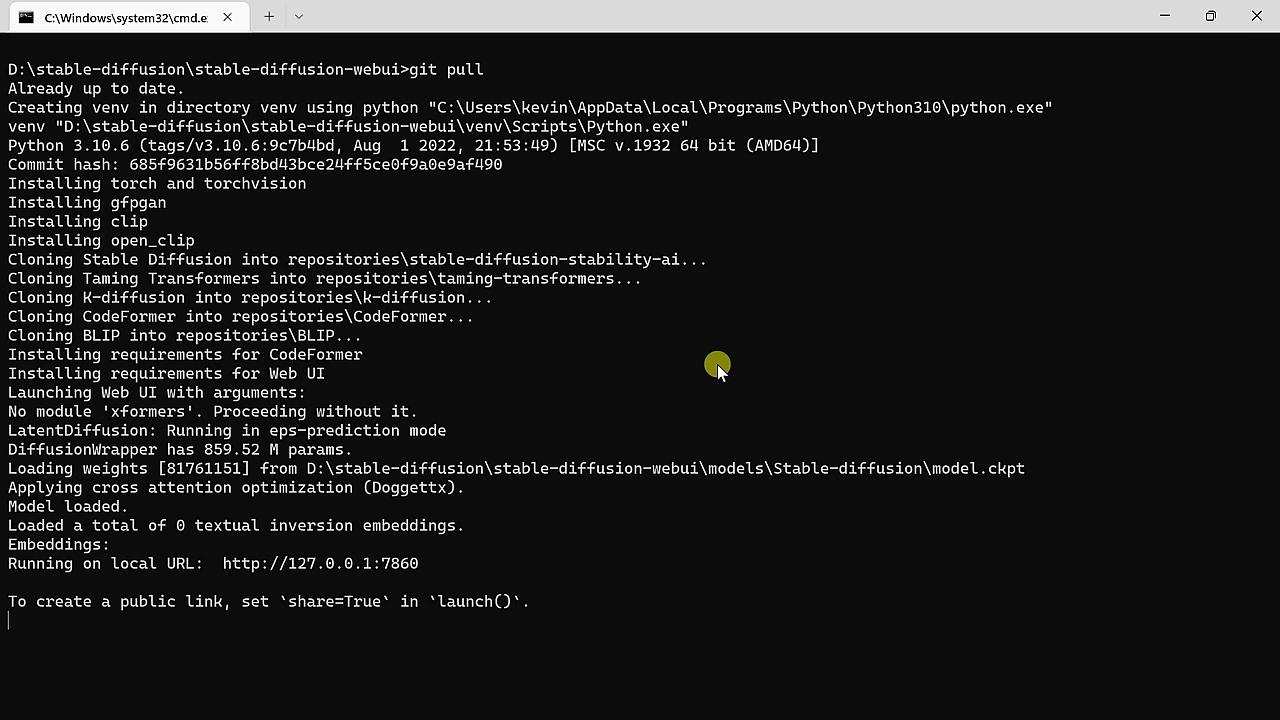 C:\Windows\system32\cmd.e
D:\stable-diffusion\stable-diffusion-webui>git pull
Already up to date.
Creating venv in directory venv using python "C:\Users\kevin\AppData\Local\Programs\Python\Python310\python.exe"
venv "D:\stable-diffusion\stable-diffusion-webui\venv\Scripts\Python.exe"
Python 3.10.6 (tags/v3.10.6:9c7b4bd, Aug  1 2022, 21:53:49) [MSC v.1932 64 bit (AMD64)]
Commit hash: 685f9631b56ff8bd43bce24ff5ce0f9a0e9af490
Installing torch and torchvision
Installing gfpgan
Installing clip
Installing open_clip
Cloning Stable Diffusion into repositories\stable-diffusion-stability-ai...
Cloning Taming Transformers into repositories\taming-transformers...
Cloning K-diffusion into repositories\k-diffusion...
Cloning CodeFormer into repositories\CodeFormer...
Cloning BLIP into repositories\BLIP...
Installing requirements for CodeFormer
Installing requirements for Web UI
Launching Web UI with arguments:
No module 'xformers'. Proceeding without it.
LatentDiffusion: Running in eps-prediction mode
DiffusionWrapper has 859.52 M params.
Loading weights [81761151] from D:\stable-diffusion\stable-diffusion-webui\models\Stable-diffusion\model.ckpt
Applying cross attention optimization (Doggettx).
Model loaded.
Loaded a total of 0 textual inversion embeddings.
Embeddings:
Running on local URL:  http://127.0.0.1:7860
To create a public link, set `share=True` in `launch()`.